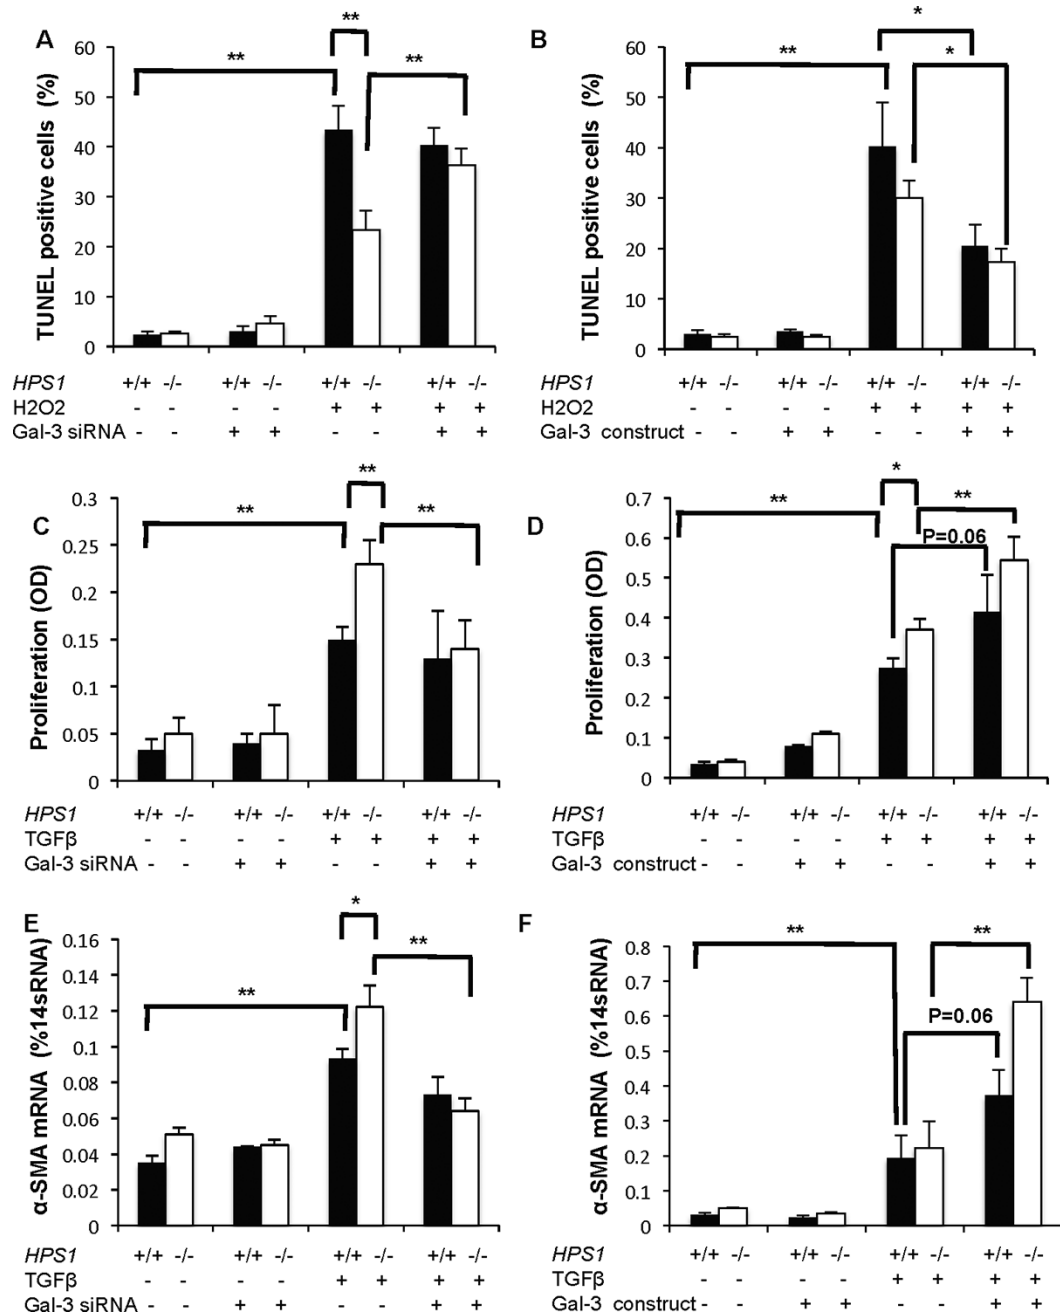 A
TUNEL positive cells (%)
60
50
40
30
20
10
0
** ** **
HPS1 +/+ -/- +/+ -/- +/+ -/- +/+ -/-
H2O2 - - - - + + + +
Gal-3 siRNA - - + + - - + +
B
TUNEL positive cells (%)
60
50
40
30
20
10
0
** * *
HPS1 +/+ -/- +/+ -/- +/+ -/- +/+ -/-
H2O2 - - - - + + + +
Gal-3 construct - - + + - - + +
C
Proliferation (OD)
0.3
0.25
0.2
0.15
0.1
0.05
0
** ** **
HPS1 +/+ -/- +/+ -/- +/+ -/- +/+ -/-
TGFβ - - - - + + + +
Gal-3 siRNA - - + + - - + +
D
Proliferation (OD)
0.7
0.6
0.5
0.4
0.3
0.2
0.1
0
** * **
P=0.06
HPS1 +/+ -/- +/+ -/- +/+ -/- +/+ -/-
TGFβ - - - - + + + +
Gal-3 construct - - + + - - + +
E
α-SMA mRNA (%14sRNA)
0.16
0.14
0.12
0.1
0.08
0.06
0.04
0.02
0
** * **
HPS1 +/+ -/- +/+ -/- +/+ -/- +/+ -/-
TGFβ - - - - + + + +
Gal-3 siRNA - - + + - - + +
F
α-SMA mRNA (%14sRNA)
0.8
0.7
0.6
0.5
0.4
0.3
0.2
0.1
0
** **
P=0.06
HPS1 +/+ -/- +/+ -/- +/+ -/- +/+ -/-
TGFβ - - - - + + + +
Gal-3 construct - - + + - - + +